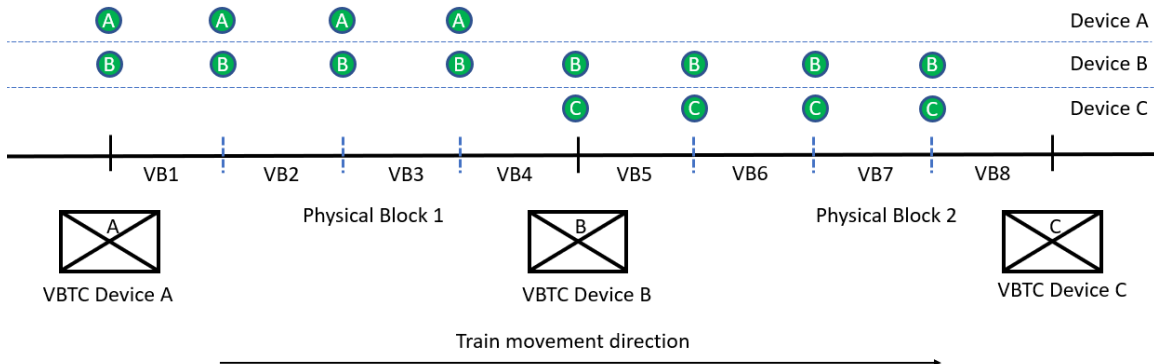 A A A A Device A
B B B B B B B B Device B
C C C C Device C
VB1 VB2 VB3 VB4 VB5 VB6 VB7 VB8
Physical Block 1 Physical Block 2
A B C
VBTC Device A VBTC Device B VBTC Device C
Train movement direction